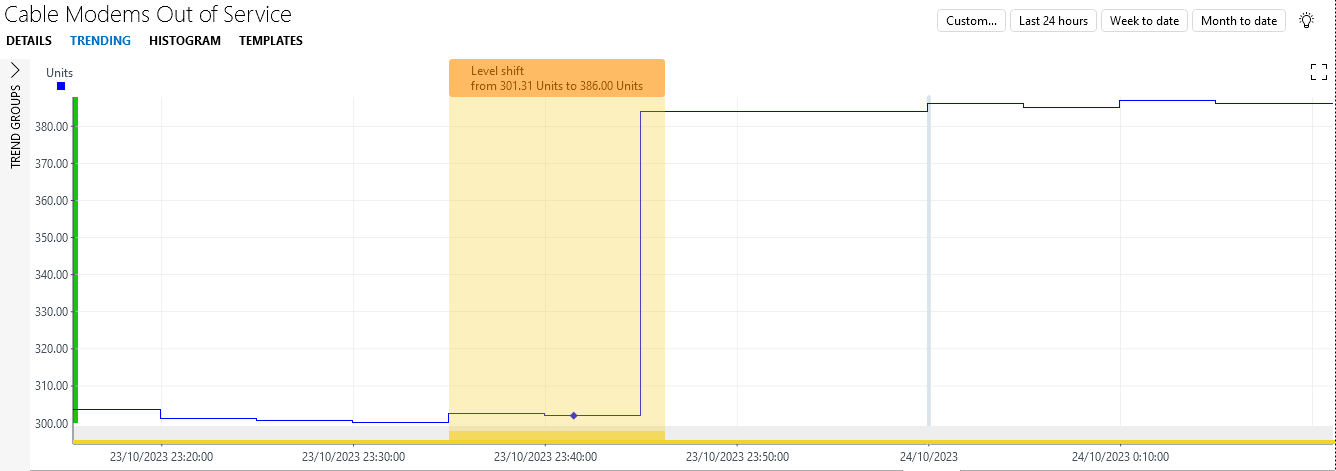 Cable Modems Out of Service
Custom...
Last 24 hours
Week to date
Month to date
DETAILS
TRENDING
HISTOGRAM
TEMPLATES
TREND GROUPS
Units
Level shift
from 301.31 Units to 386.00 Units
380.00
370.00
360.00
350.00
340.00
330.00
320.00
310.00
300.00
23/10/2023 23:20:00
23/10/2023 23:30:00
23/10/2023 23:40:00
23/10/2023 23:50:00
24/10/2023
24/10/2023 0:10:00